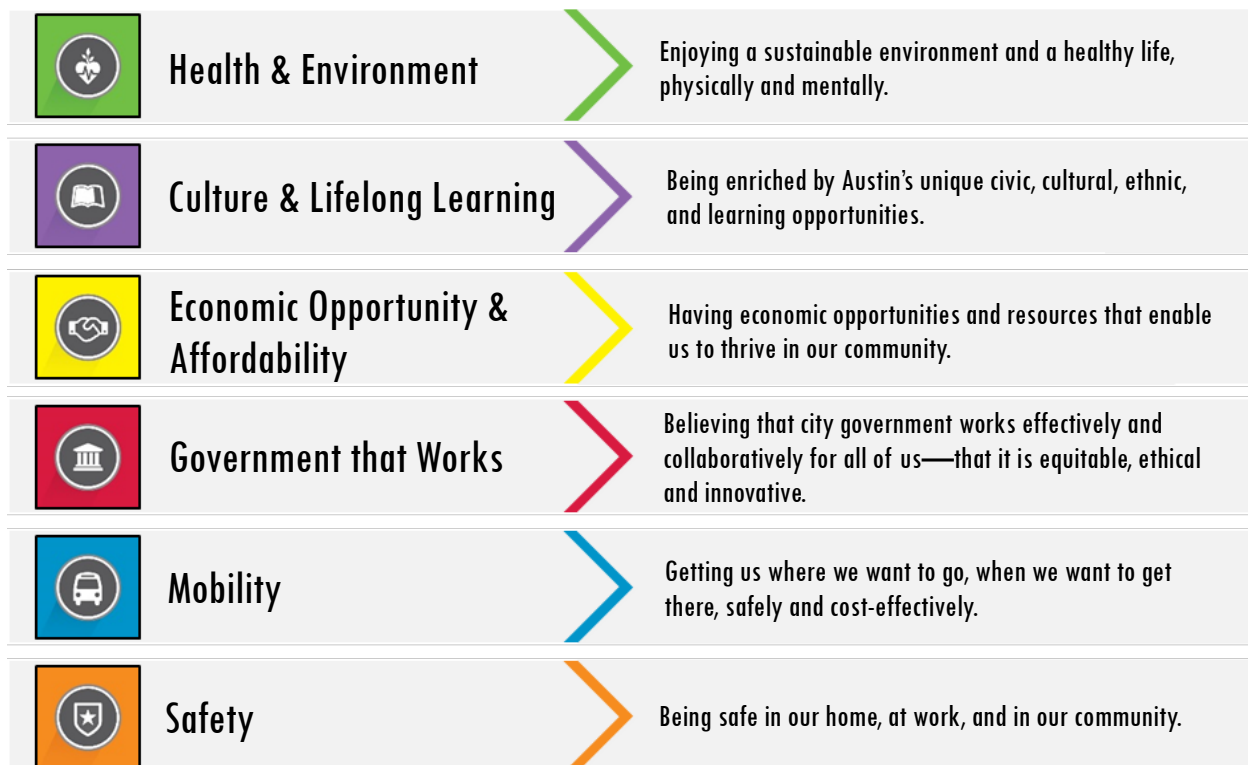 Health & Environment
Enjoying a sustainable environment and a healthy life,
physically and mentally.
Culture & Lifelong Learning
Being enriched by Austin’s unique civic, cultural, ethnic,
and learning opportunities.
Economic Opportunity &
Affordability
Having economic opportunities and resources that enable
us to thrive in our community.
Government that Works
Believing that city government works effectively and
collaboratively for all of us—that it is equitable, ethical
and innovative.
Mobility
Getting us where we want to go, when we want to get
there, safely and cost-effectively.
Safety
Being safe in our home, at work, and in our community.